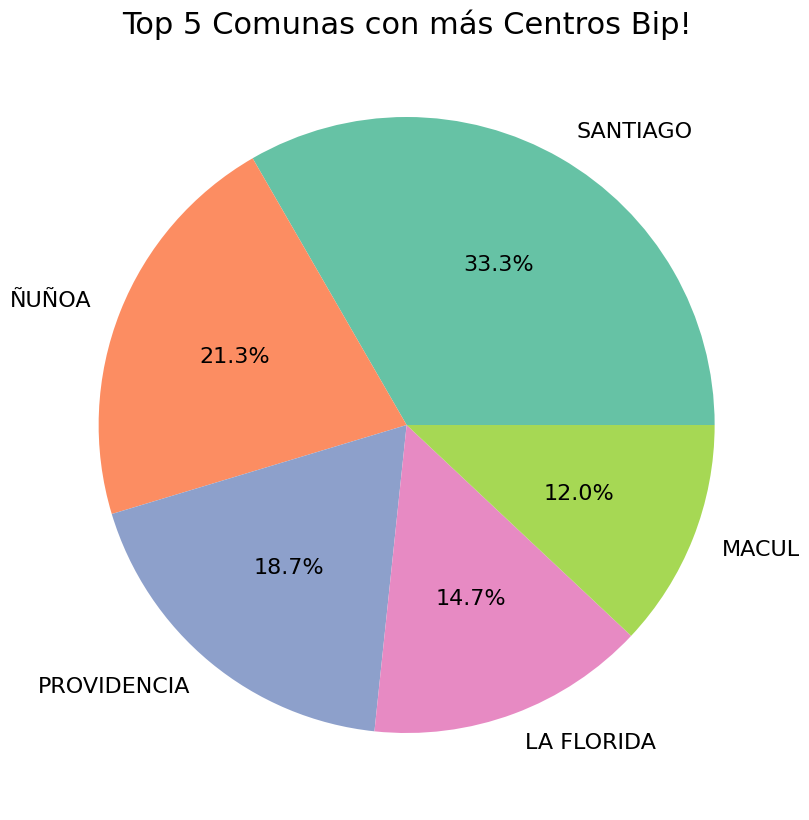 Top 5 Comunas con más Centros Bip!
SANTIAGO
33.3%
ÑUÑOA
21.3%
12.0%
MACUL
18.7%
14.7%
PROVIDENCIA
LA FLORIDA